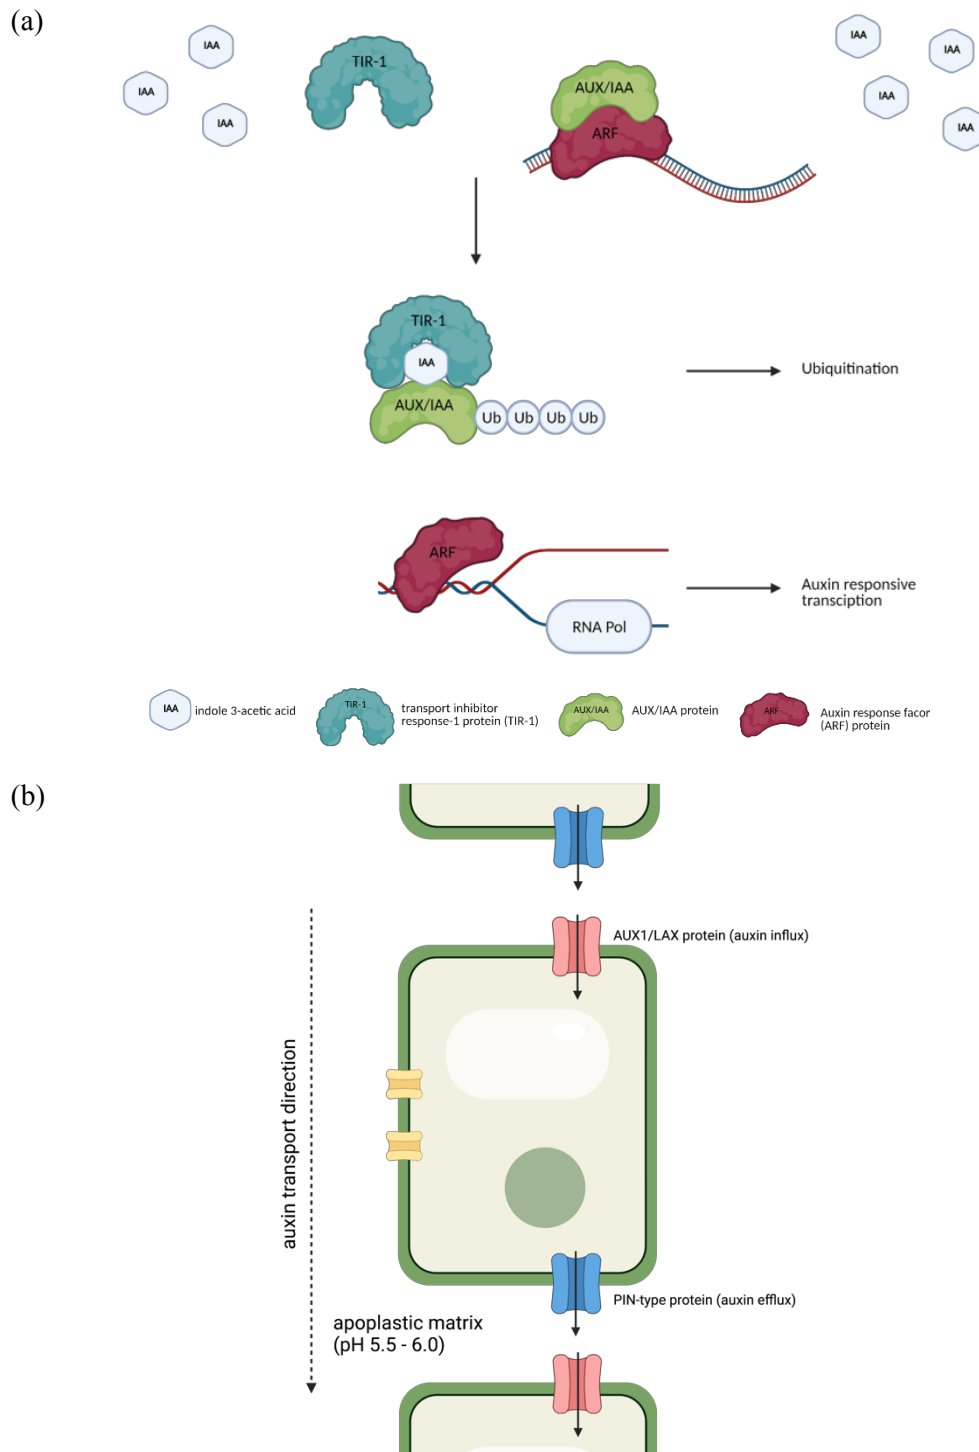 (a)
IAA
IAA
IAA
TIR-1
AUX/IAA
ARF
IAA
IAA
IAA
IAA
TIR-1
IAA
AUX/IAA
Ub
Ub
Ub
Ub
Ubiquitination
ARF
RNA Pol
Auxin responsive
transciption
IAA
indole 3-acetic acid
TIR-1
transport inhibitor
response-1 protein (TIR-1)
AUX/IAA
AUX/IAA protein
ARF
Auxin response facor
(ARF) protein
(b)
AUX1/LAX protein (auxin influx)
auxin transport direction
PIN-type protein (auxin efflux)
apoplastic matrix
(pH 5.5 - 6.0)